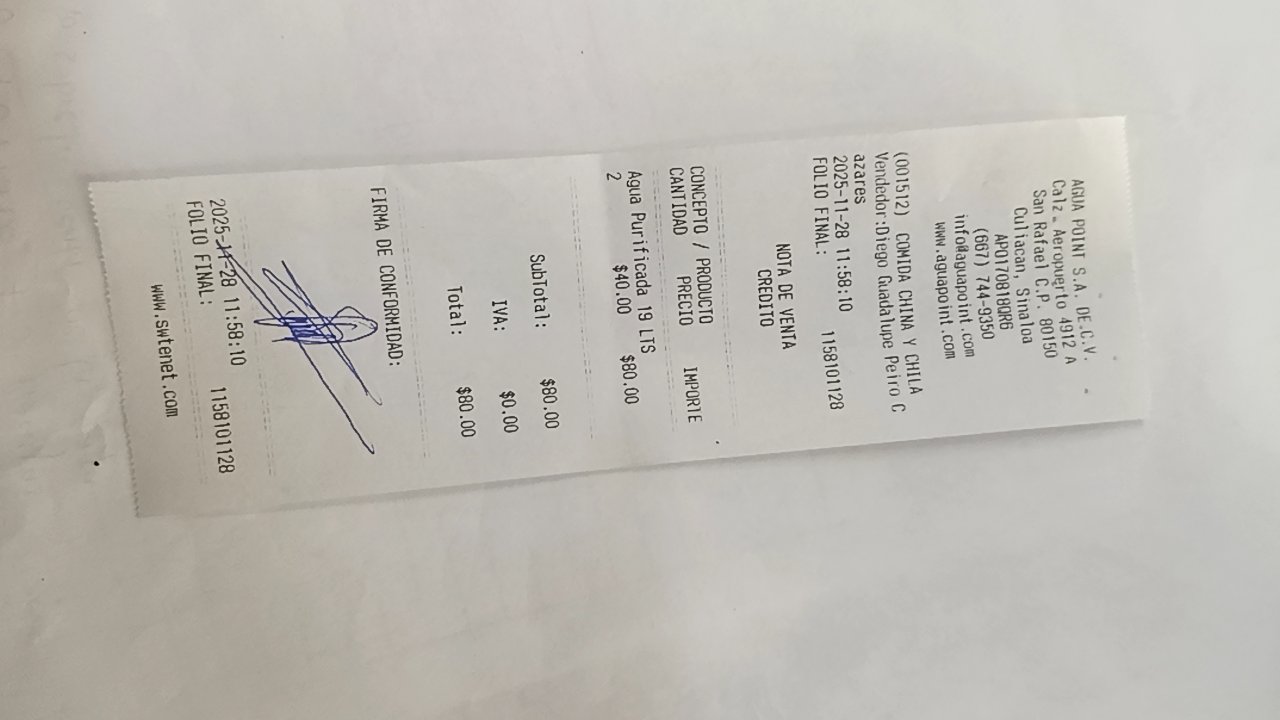 AGUA POINT S.A. DE.C.V.
Calz. Aeropuerto 4912 A
San Rafael C.P. 80150
Culiacan, Sinaloa
APO170818QR6
(667) 744-9350
info@aguapoint.com
www.aguapoint.com
(001512) COMIDA CHINA Y CHILA
Vendedor:Diego Guadalupe Peiro C
azares
2025-11-28 11:58:10
FOLIO FINAL: 1158101128
NOTA DE VENTA
CREDITO
CONCEPTO / PRODUCTO
CANTIDAD PRECIO IMPORTE
Agua Purificada 19 LTS
2 $40.00 $80.00
SubTotal: $80.00
IVA: $0.00
Total: $80.00
FIRMA DE CONFORMIDAD:
2025-11-28 11:58:10
FOLIO FINAL: 1158101128
www.swtenet.com